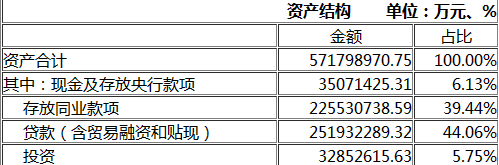 资产结构 单位：万元、%
金额 占比
资产合计 571798970.75 100.00%
其中：现金及存放央行款项 35071425.31 6.13%
存放同业款项 225530738.59 39.44%
贷款（含贸易融资和贴现） 251932289.32 44.06%
投资 32852615.63 5.75%